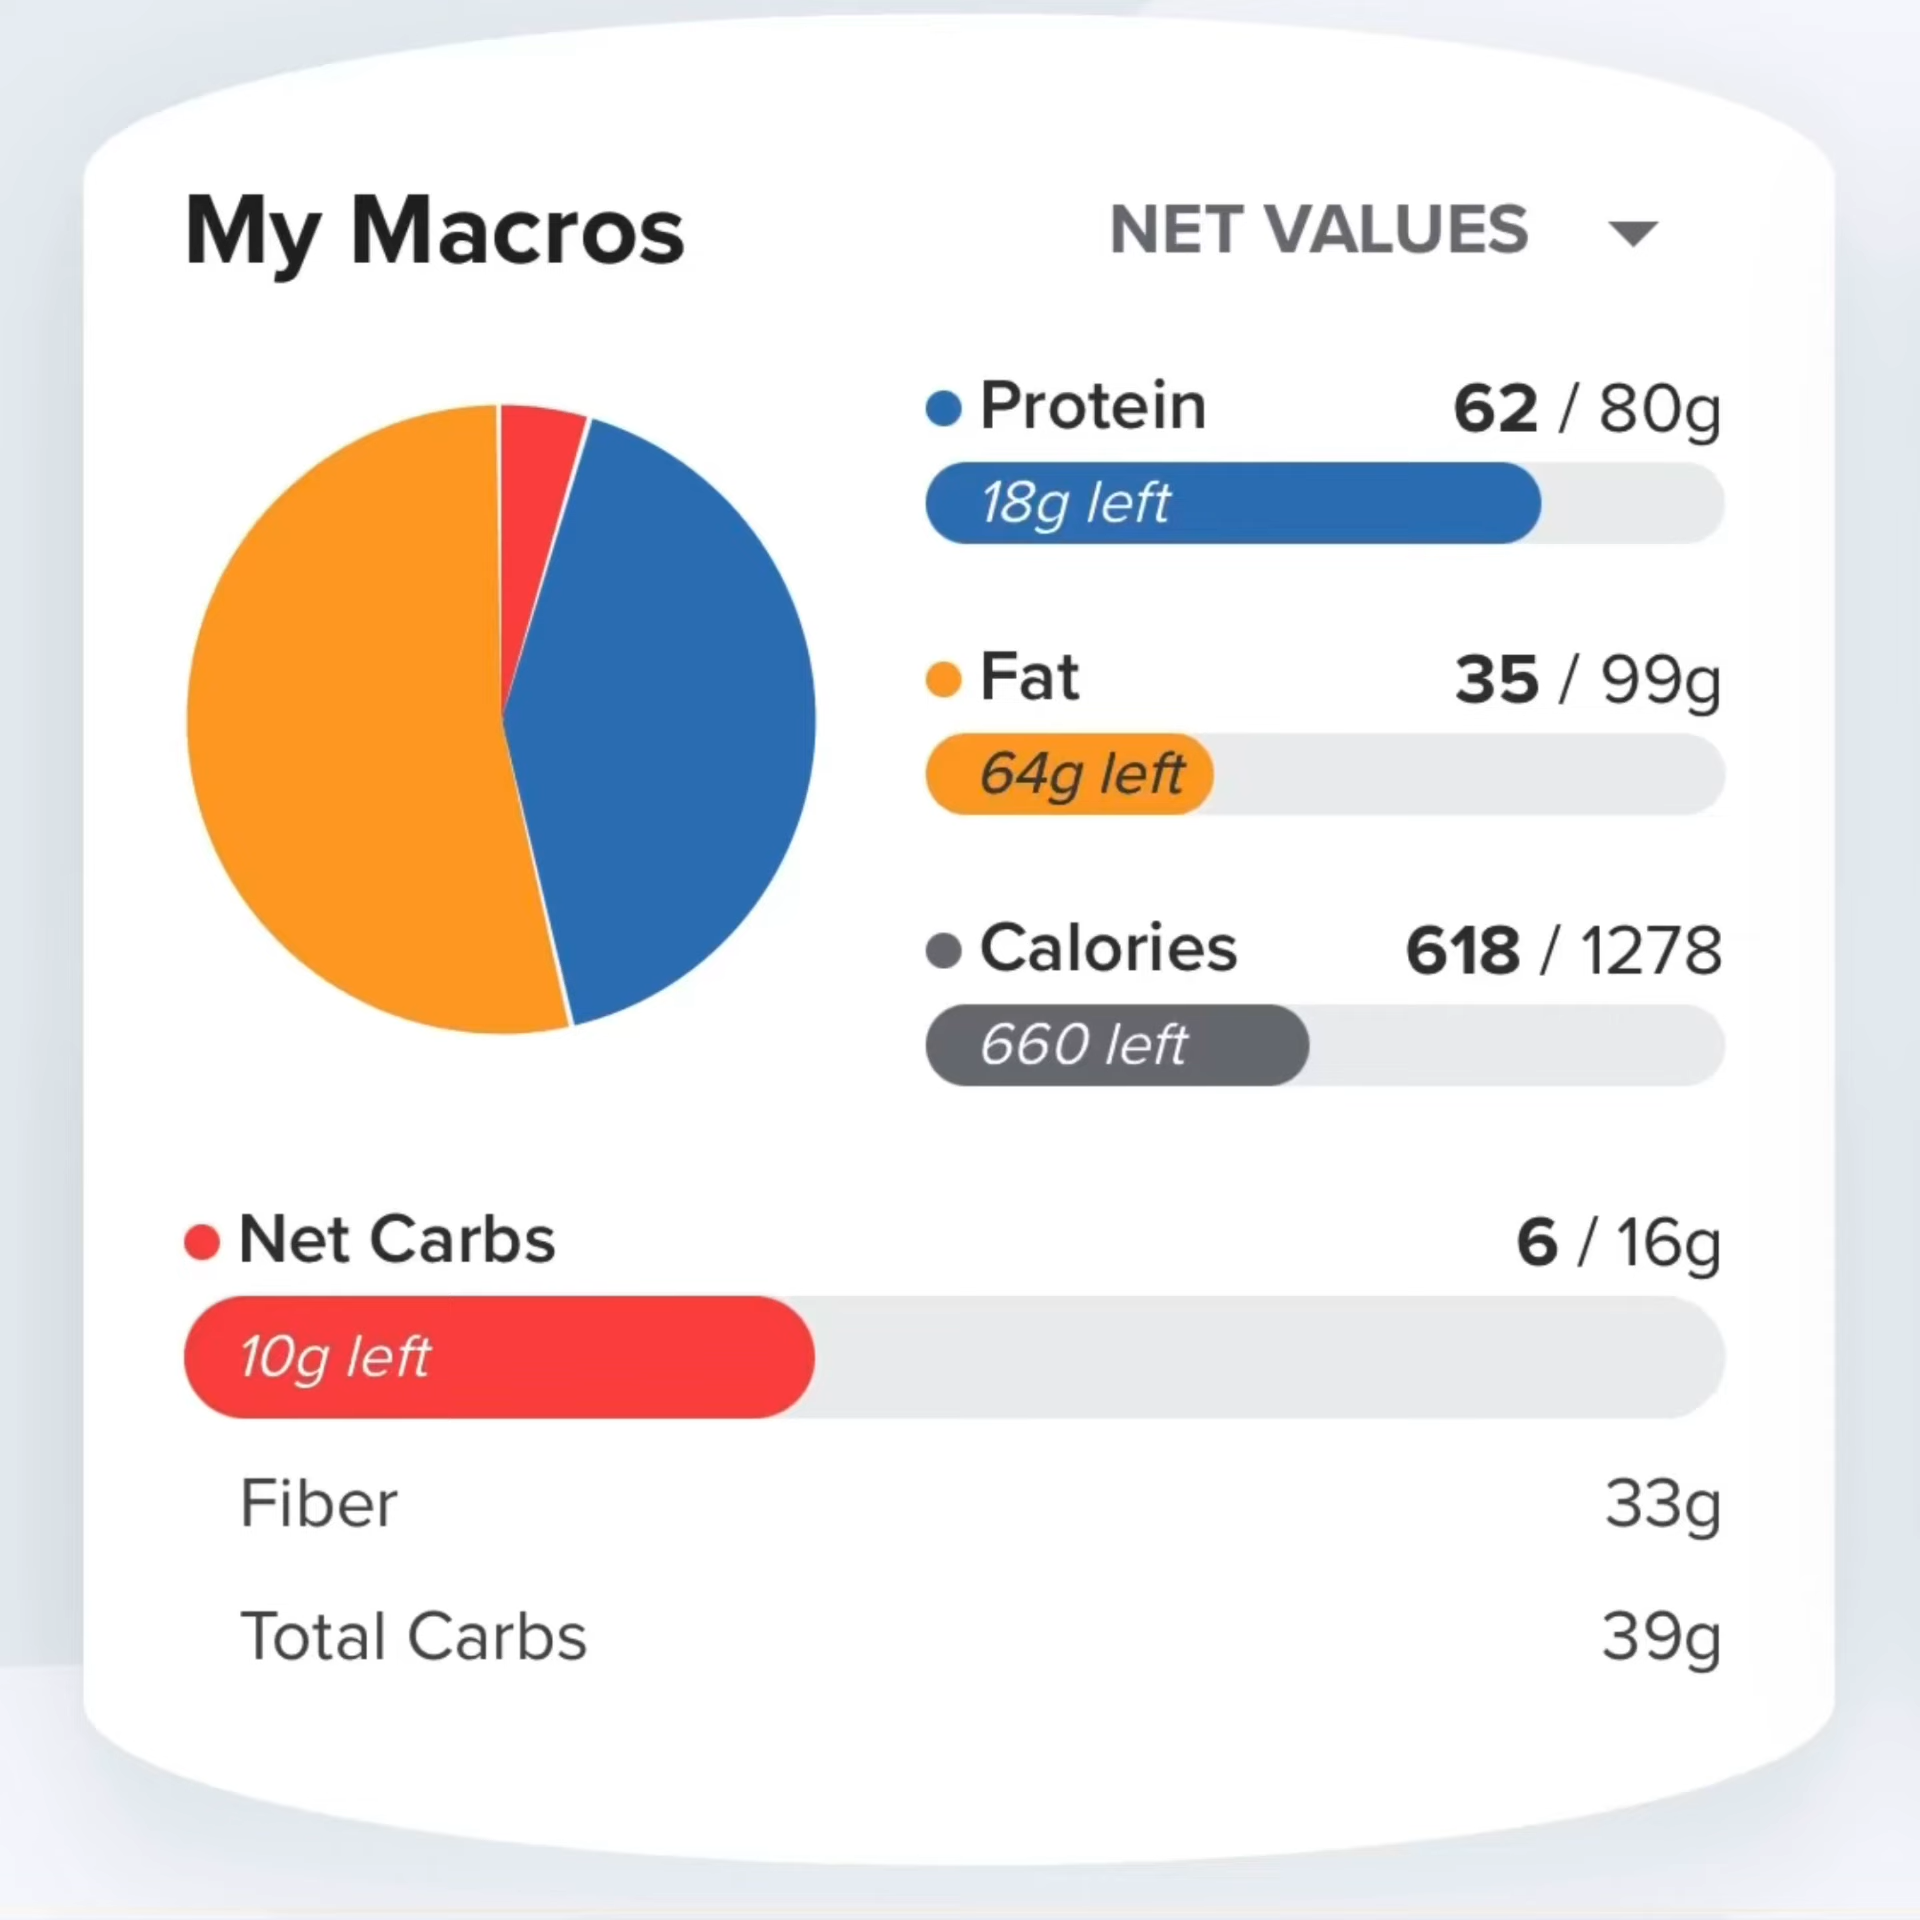 My Macros
NET VALUES
Protein 62 / 80g
18g left
Fat 35 / 99g
64g left
Calories 618 / 1278
660 left
Net Carbs 6 / 16g
10g left
Fiber 33g
Total Carbs 39g